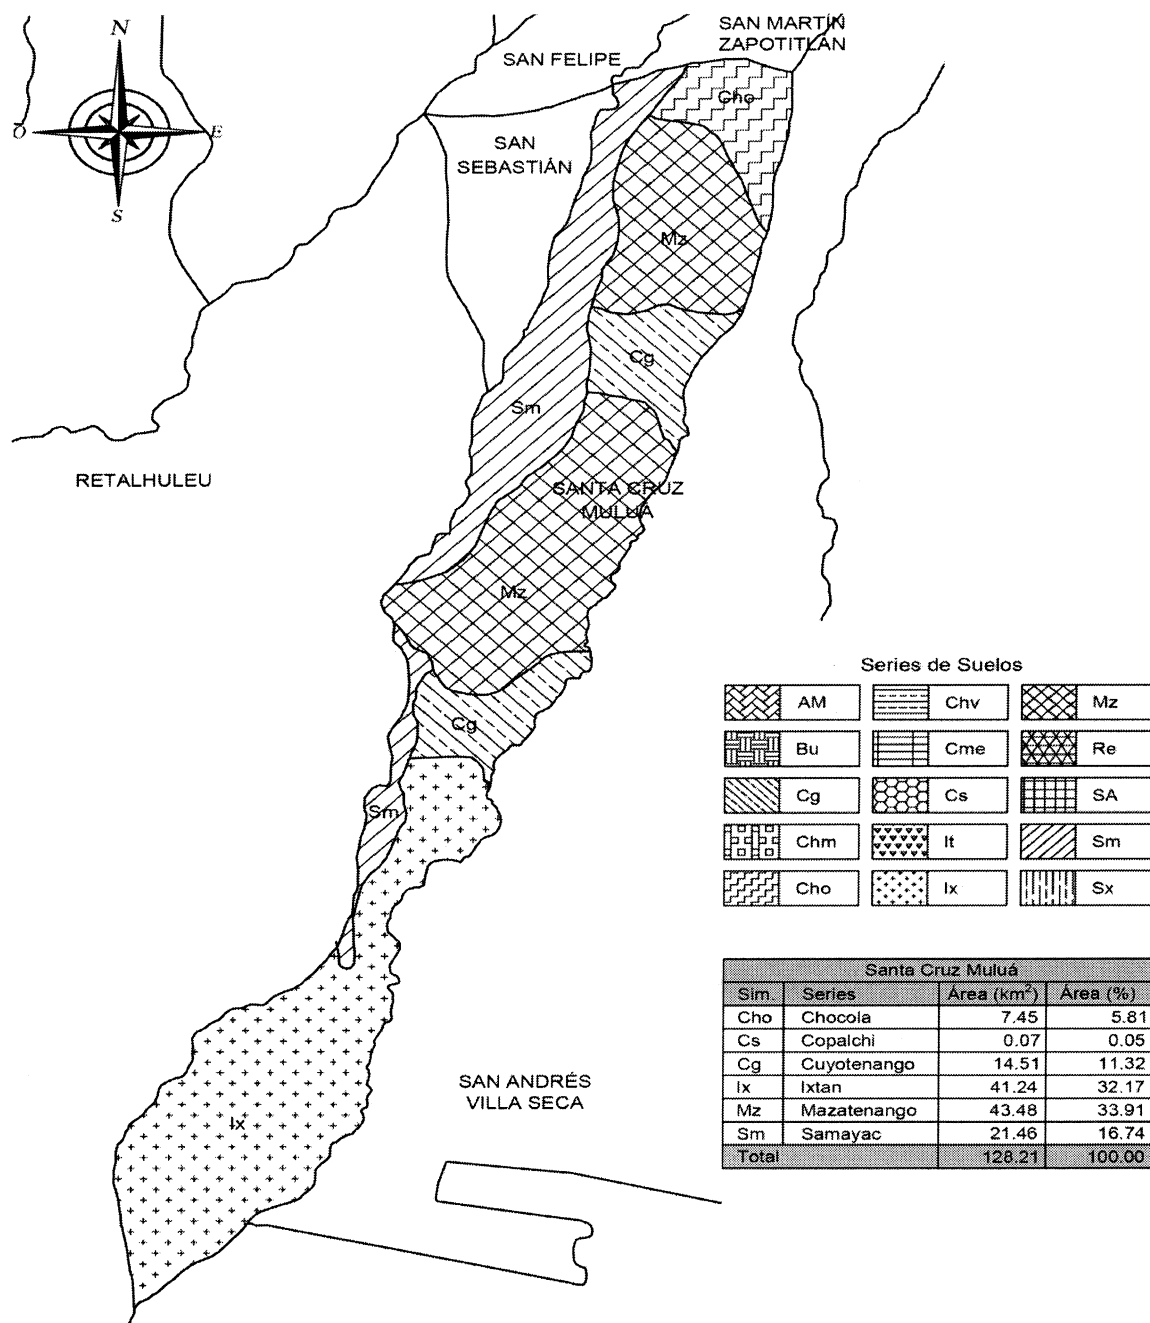 N
SAN MARTÍN
ZAPOTITLÁN
SAN FELIPE
Cho
O
E
SAN
SEBASTIÁN
S
Mz
Cg
Sm
RETALHULEU
SANTA CRUZ
MULUÁ
Mz
Cg
Sm
Ix
SAN ANDRÉS
VILLA SECA
Series de Suelos
AM Chv Mz
Bu Cme Re
Cg Cs SA
Chm It Sm
Cho Ix Sx
Santa Cruz Muluá
Sim. Series Área (km²) Área (%)
Cho Chocola 7.45 5.81
Cs Copalchi 0.07 0.05
Cg Cuyotenango 14.51 11.32
Ix Ixtan 41.24 32.17
Mz Mazatenango 43.48 33.91
Sm Samayac 21.46 16.74
Total 128.21 100.00